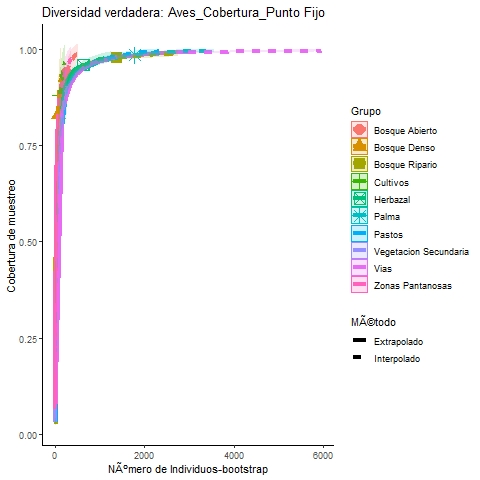 Diversidad verdadera: Aves_Cobertura_Punto Fijo
Cobertura de muestreo
1.00
0.75
0.50
0.25
0.00
0
2000
4000
6000
NÃºmero de Individuos-bootstrap
Grupo
Bosque Abierto
Bosque Denso
Bosque Ripario
Cultivos
Herbazal
Palma
Pastos
Vegetacion Secundaria
Vias
Zonas Pantanosas
MÃ©todo
Extrapolado
Interpolado